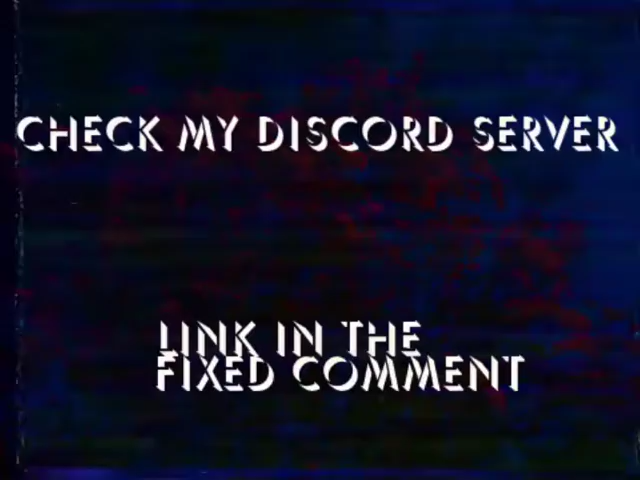 CHECK MY DISCORD SERVER
LINK IN THE
FIXED COMMENT